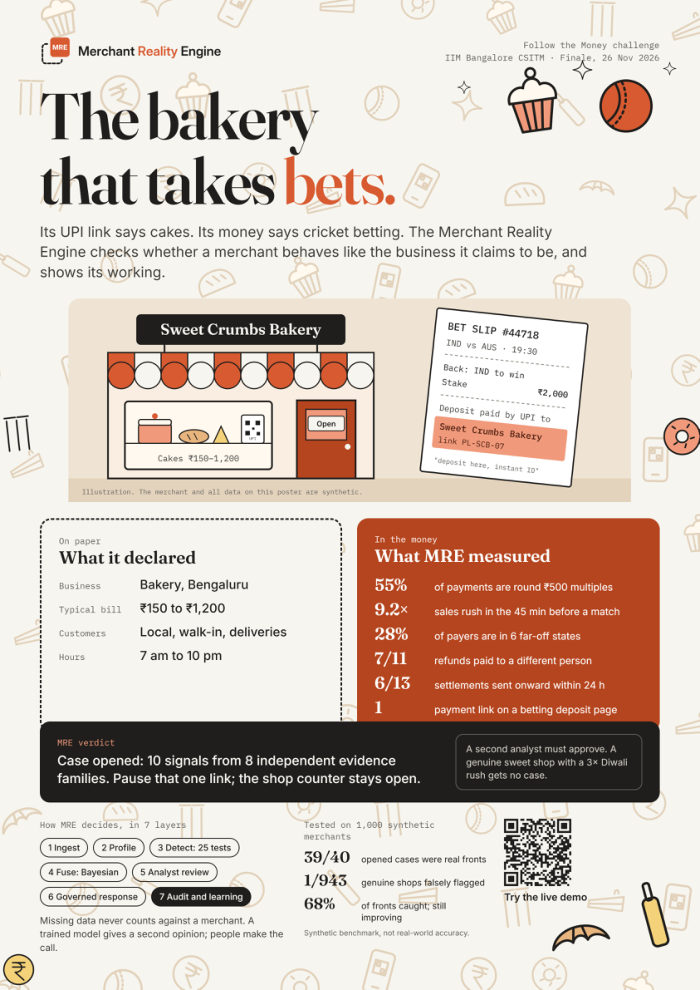 MRE
Merchant Reality Engine
Follow the Money challenge
IIM Bangalore CSITM · Finale, 26 Nov 2026
The bakery
that takes bets.
Its UPI link says cakes. Its money says cricket betting. The Merchant Reality
Engine checks whether a merchant behaves like the business it claims to be, and
shows its working.
Sweet Crumbs Bakery
UPI
Open
Cakes ₹150–1,200
BET SLIP #44718
IND vs AUS · 19:30
Back: IND to win
Stake ₹2,000
Deposit paid by UPI to
Sweet Crumbs Bakery
link PL-SCB-07
"deposit here, instant ID"
Illustration. The merchant and all data on this poster are synthetic.
On paper
What it declared
Business Bakery, Bengaluru
Typical bill ₹150 to ₹1,200
Customers Local, walk-in, deliveries
Hours 7 am to 10 pm
In the money
What MRE measured
55% of payments are round ₹500 multiples
9.2× sales rush in the 45 min before a match
28% of payers are in 6 far-off states
7/11 refunds paid to a different person
6/13 settlements sent onward within 24 h
1 payment link on a betting deposit page
MRE verdict
Case opened: 10 signals from 8 independent evidence
families. Pause that one link; the shop counter stays open.
A second analyst must approve. A
genuine sweet shop with a 3× Diwali
rush gets no case.
How MRE decides, in 7 layers
1 Ingest
2 Profile
3 Detect: 25 tests
4 Fuse: Bayesian
5 Analyst review
6 Governed response
7 Audit and learning
Missing data never counts against a merchant. A
trained model gives a second opinion; people make the
call.
Tested on 1,000 synthetic
merchants
39/40 opened cases were real fronts
1/943 genuine shops falsely flagged
68% of fronts caught; still
improving
Synthetic benchmark, not real-world accuracy.
Try the live demo
₹